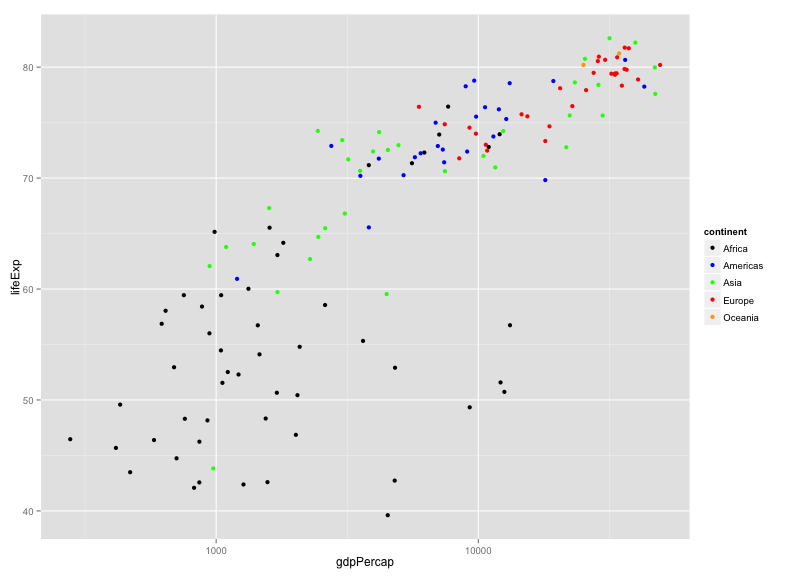 80
70
60
50
40
lifeExp
1000
10000
gdpPercap
continent
Africa
Americas
Asia
Europe
Oceania